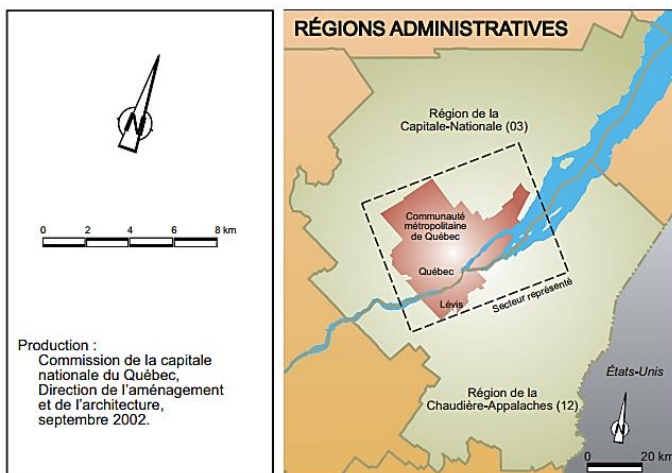 N
0 2 4 6 8 km
Production :
Commission de la capitale
nationale du Québec,
Direction de l'aménagement
et de l'architecture,
septembre 2002.
RÉGIONS ADMINISTRATIVES
Région de la
Capitale-Nationale (03)
Communauté
métropolitaine
de Québec
Québec
Lévis
Secteur représenté
États-Unis
Région de la
Chaudière-Appalaches (12)
N
0 20 km